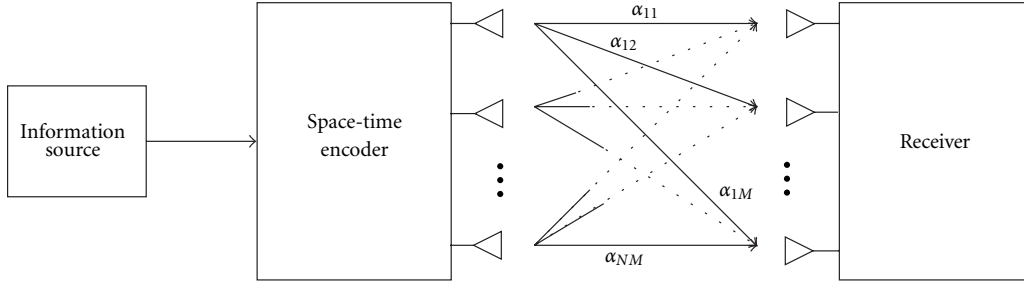 Information
source
Space-time
encoder
α11
α12
α1M
αNM
Receiver